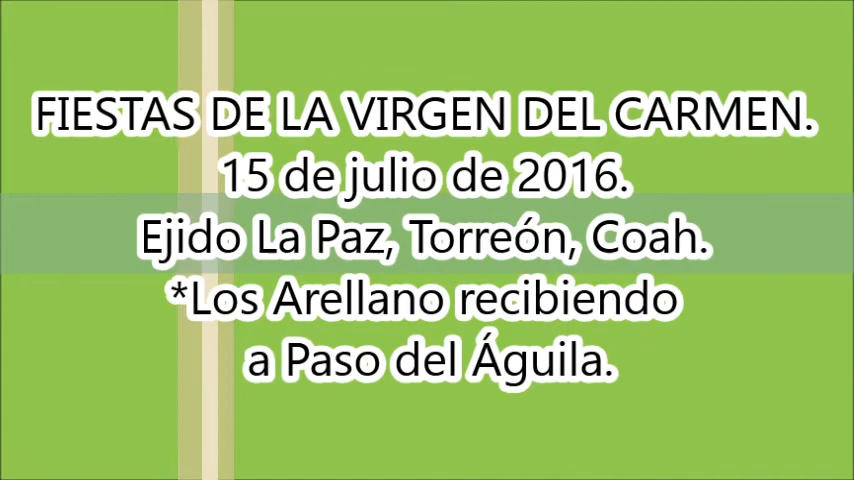 FIESTAS DE LA VIRGEN DEL CARMEN.
15 de julio de 2016.
Ejido La Paz, Torreón, Coah.
*Los Arellano recibiendo
a Paso del Águila.